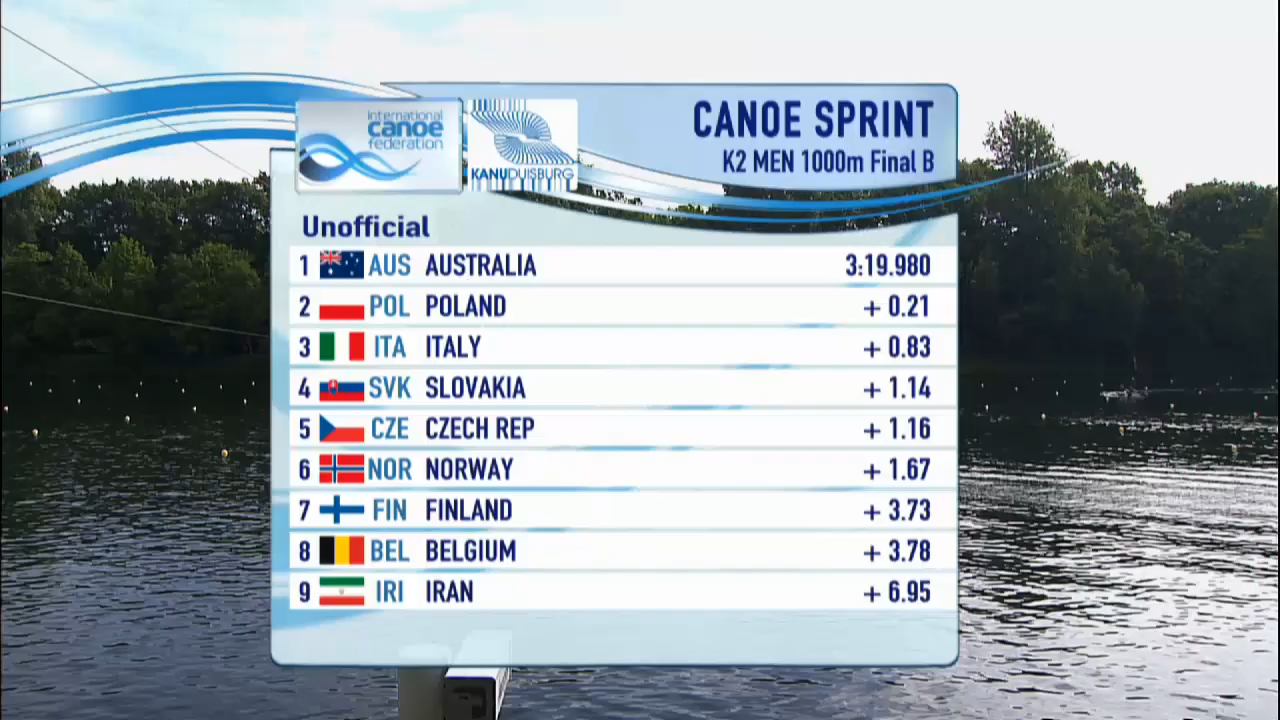 international
canoe
federation
KANUDUISBURG
CANOE SPRINT
K2 MEN 1000m Final B
Unofficial
1 AUS AUSTRALIA 3:19.980
2 POL POLAND + 0.21
3 ITA ITALY + 0.83
4 SVK SLOVAKIA + 1.14
5 CZE CZECH REP + 1.16
6 NOR NORWAY + 1.67
7 FIN FINLAND + 3.73
8 BEL BELGIUM + 3.78
9 IRI IRAN + 6.95